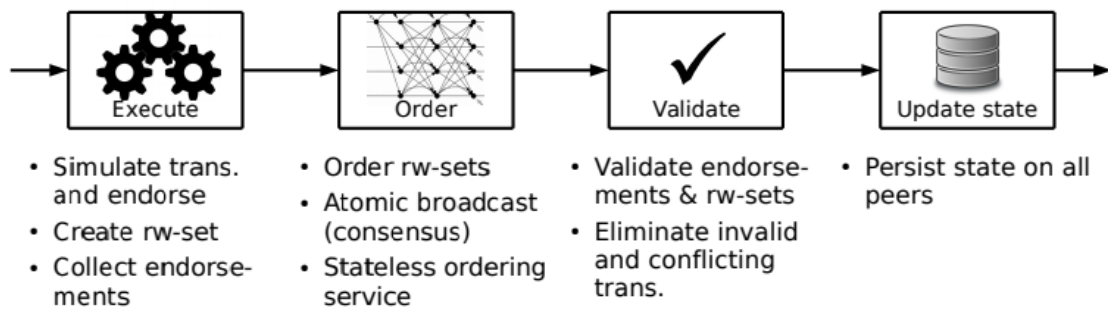 Execute
Order
Validate
Update state
• Simulate trans.
and endorse
• Create rw-set
• Collect endorse-
ments
• Order rw-sets
• Atomic broadcast
(consensus)
• Stateless ordering
service
• Validate endorse-
ments & rw-sets
• Eliminate invalid
and conflicting
trans.
• Persist state on all
peers